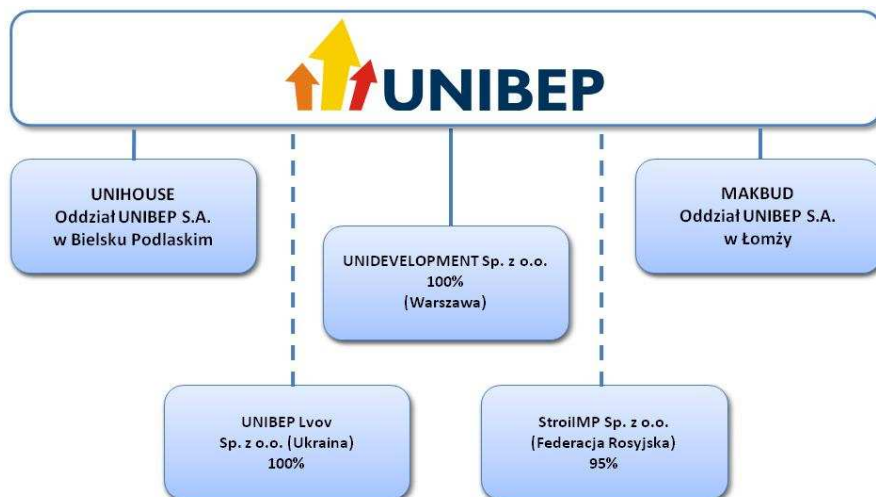 UNIBEP
UNIHOUSE
Oddział UNIBEP S.A.
w Bielsku Podlaskim
MAKBUD
Oddział UNIBEP S.A.
w Łomży
UNIDEVELOPMENT Sp. z o.o.
100%
(Warszawa)
UNIBEP Lvov
Sp. z o.o. (Ukraina)
100%
StroiIMP Sp. z o.o.
(Federacja Rosyjska)
95%